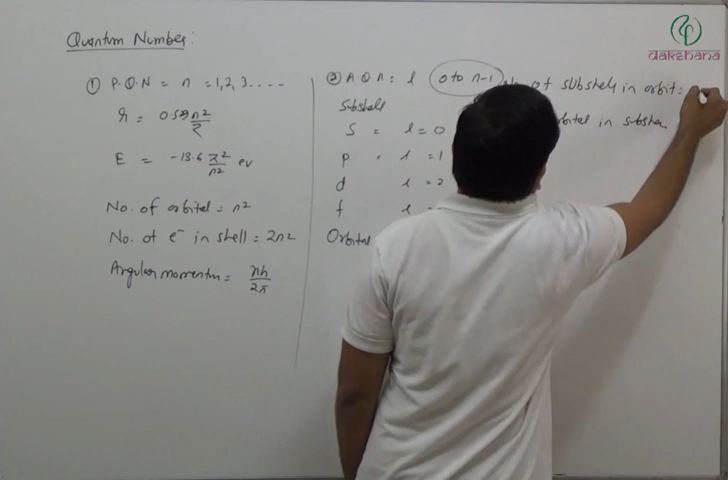 Quantum Number:
① P.Q.N = n = 1,2,3....
r = 0.529 n²/Z
E = -13.6 Z²/n² ev
No. of orbital = n²
No. of e⁻ in shell = 2n²
Angular momentum = nh/2π
② A Q N = l 0 to n-1
Subshell
S = l = 0
p = l = 1
d l = 2
f l =
Orbital
of subshell in orbit =
orbital in subshell
dakshana